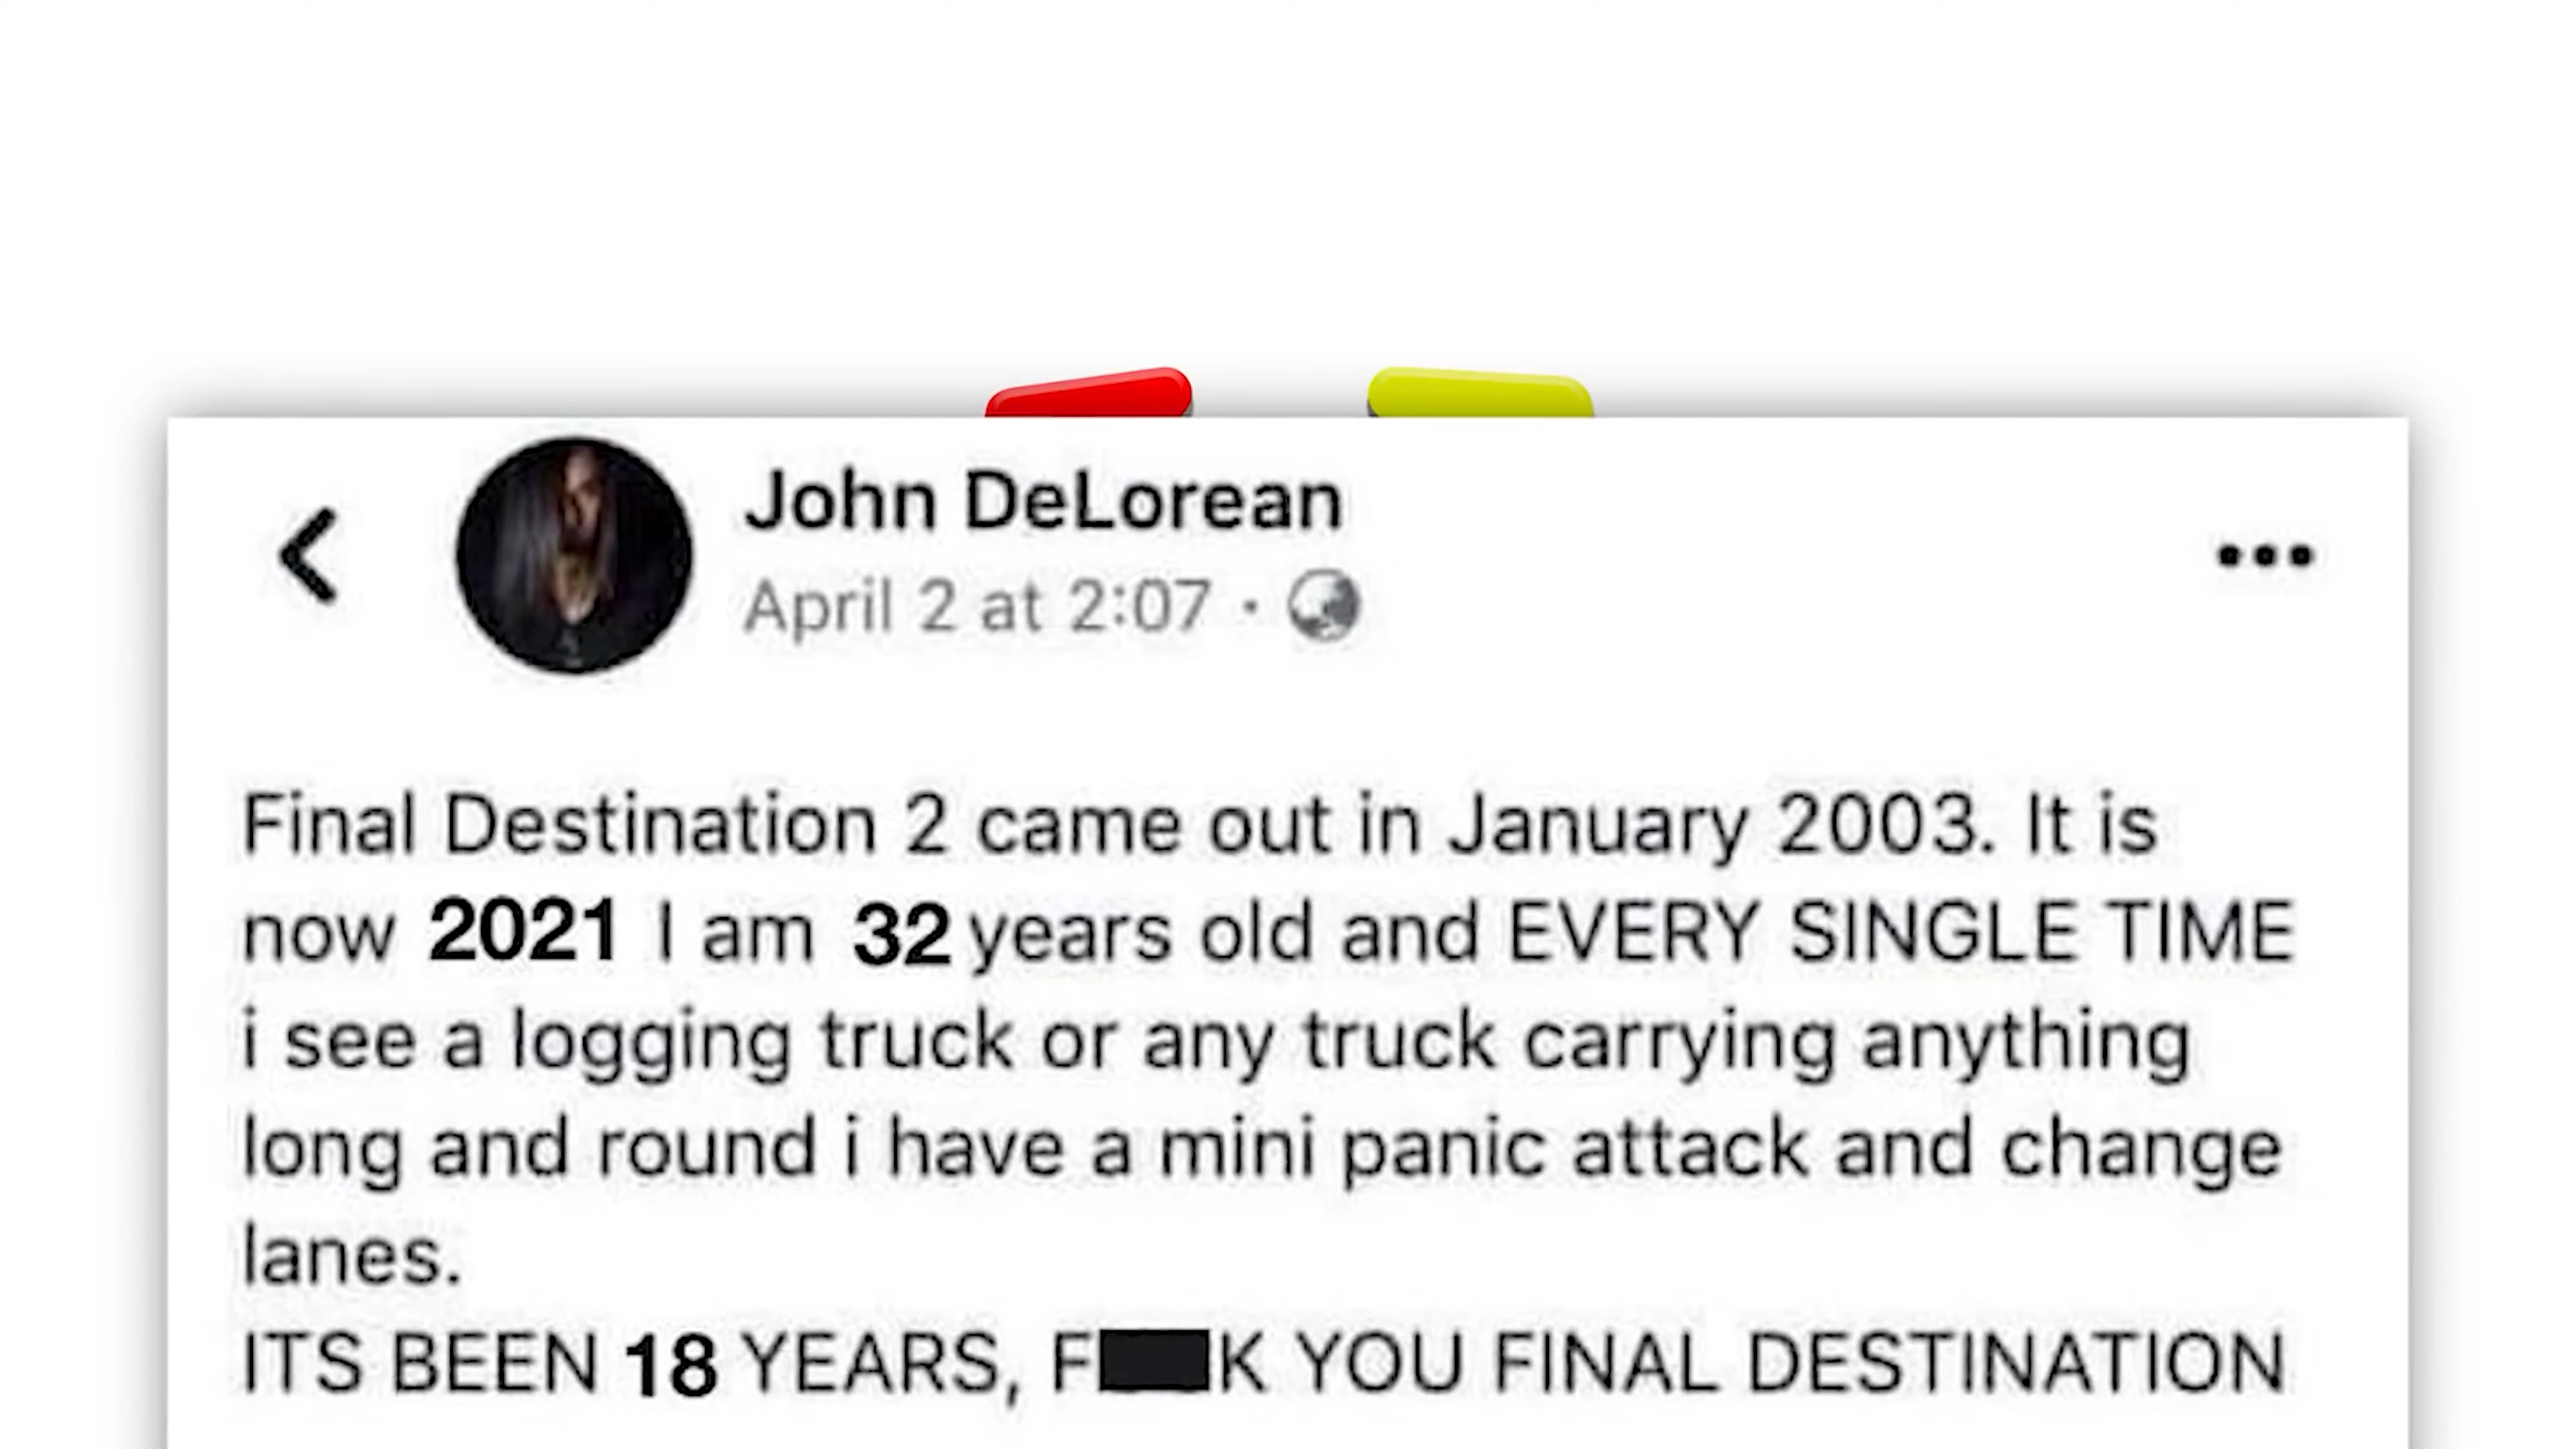 John DeLorean
April 2 at 2:07 ·
Final Destination 2 came out in January 2003. It is
now 2021 I am 32 years old and EVERY SINGLE TIME
i see a logging truck or any truck carrying anything
long and round i have a mini panic attack and change
lanes.
ITS BEEN 18 YEARS, F K YOU FINAL DESTINATION